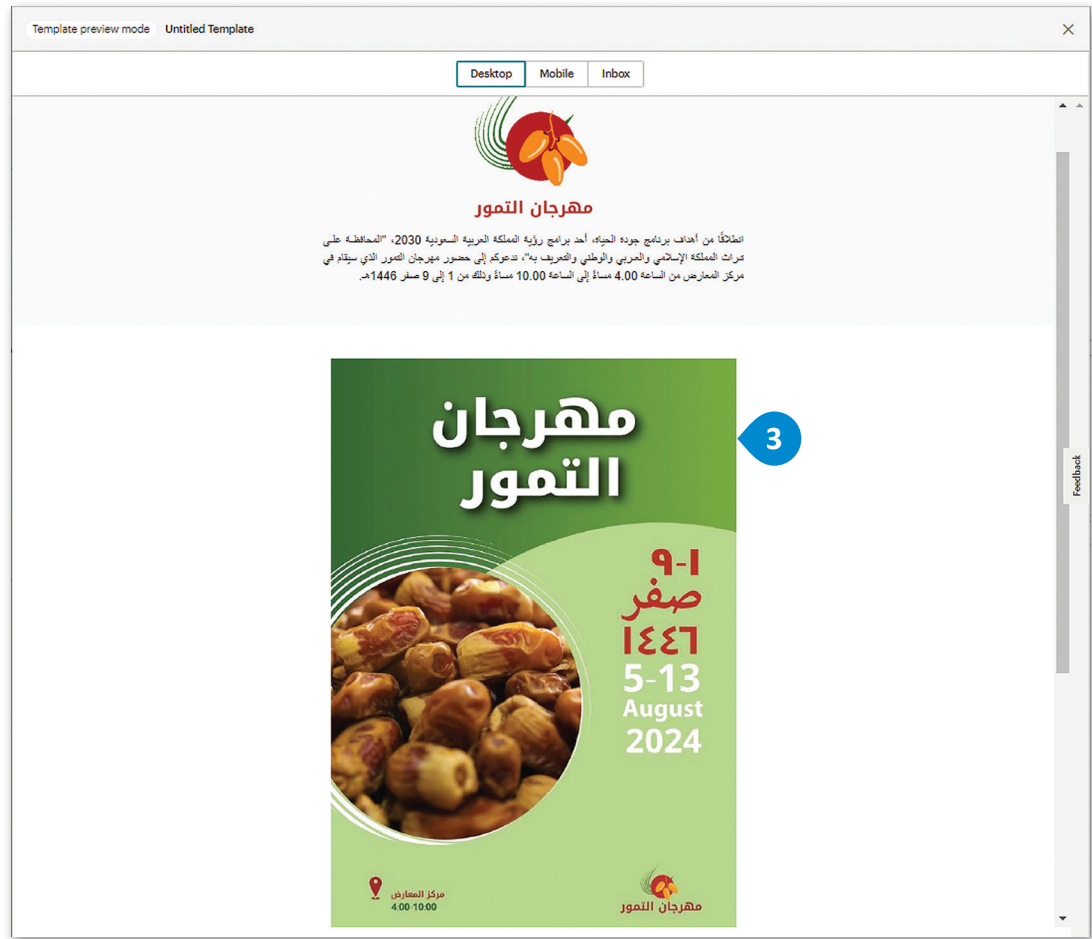 Template preview mode Untitled Template
Desktop Mobile Inbox
مهرجان التمور
انطلاقًا من أهداف برنامج جودة الحياة، أحد برامج رؤية المملكة العربية السعودية 2030، "المحافظة على
تراث المملكة الإسلامي والعربي والوطني والتعريف به"، ندعوكم إلى حضور مهرجان التمور الذي سيقام في
مركز المعارض من الساعة 4.00 مساءً إلى الساعة 10.00 مساءً وذلك من 1 إلى 9 صفر 1446هـ.
مهرجان
التمور
3
Feedback
١-٩
صفر
١٤٤٦
5-13
August
2024
مركز المعارض
4:00-10:00
مهرجان التمور